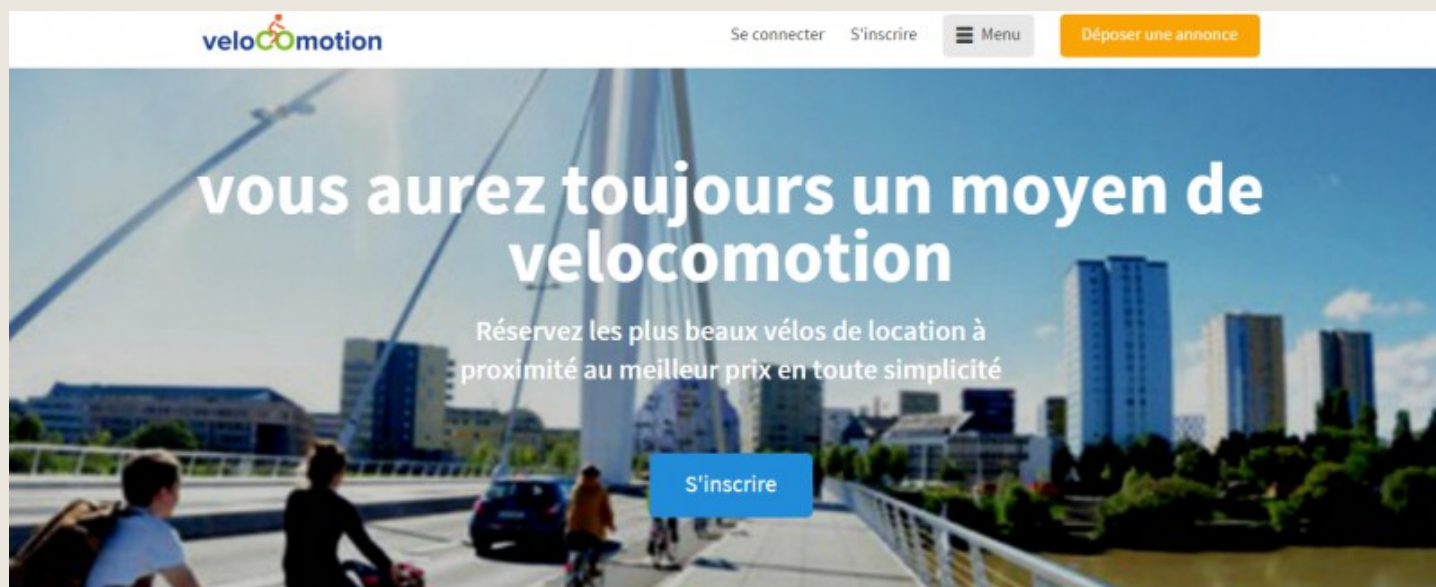 velocomotion
Se connecter
S'inscrire
Menu
Déposer une annonce
vous aurez toujours un moyen de
velocomotion
Réservez les plus beaux vélos de location à
proximité au meilleur prix en toute simplicité
S'inscrire